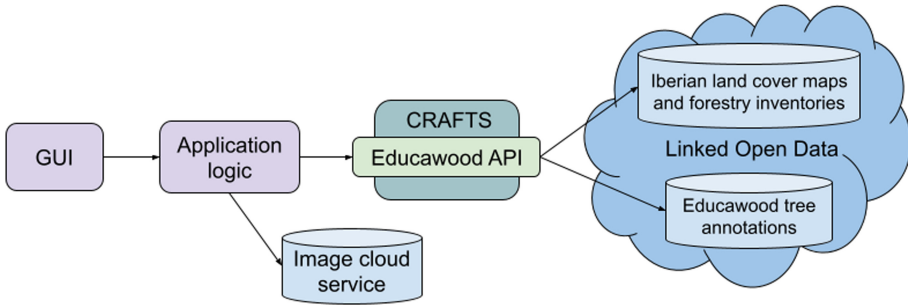 GUI
Application
logic
CRAFTS
Educawood API
Iberian land cover maps
and forestry inventories
Linked Open Data
Educawood tree
annotations
Image cloud
service